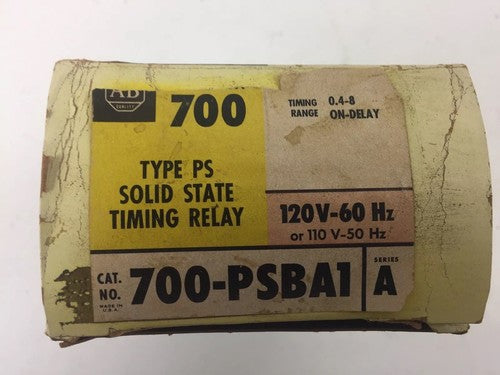 AB
QUALITY
700
TIMING RANGE 0.4-8 ON-DELAY
TYPE PS
SOLID STATE
TIMING RELAY
120V-60 Hz
or 110 V-50 Hz
CAT. NO. 700-PSBA1
SERIES A
MADE IN U.S.A.